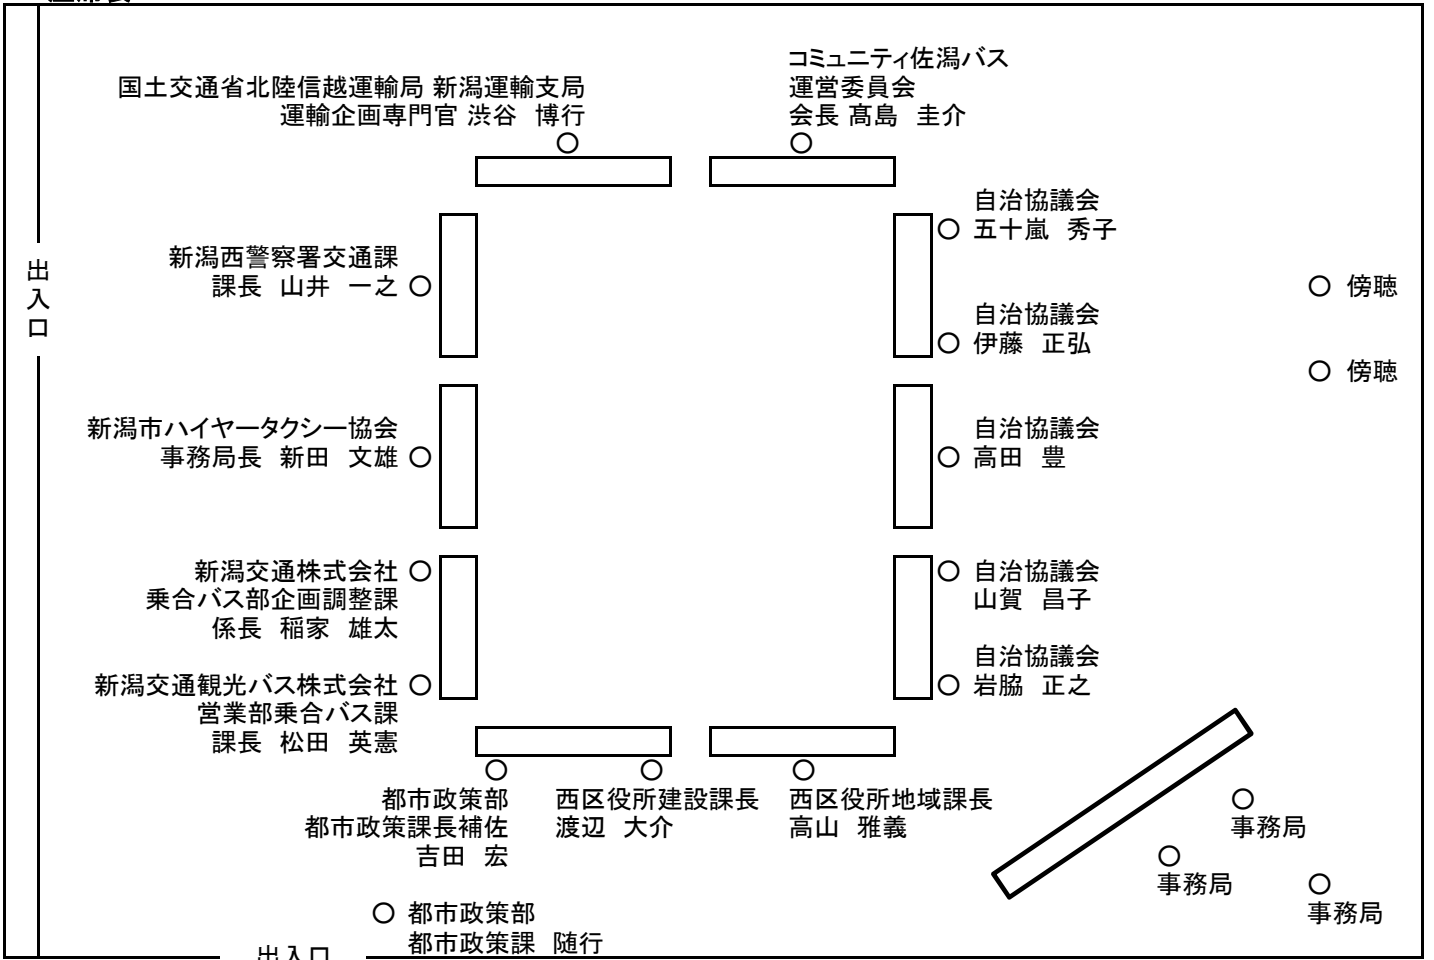 コミュニティ佐潟バス
運営委員会
会長 髙島 圭介
国土交通省北陸信越運輸局 新潟運輸支局
運輸企画専門官 渋谷 博行
自治協議会
五十嵐 秀子
新潟西警察署交通課
課長 山井 一之
出入口
傍聴
自治協議会
伊藤 正弘
傍聴
新潟市ハイヤータクシー協会
事務局長 新田 文雄
自治協議会
高田 豊
新潟交通株式会社
乗合バス部企画調整課
係長 稲家 雄太
自治協議会
山賀 昌子
新潟交通観光バス株式会社
営業部乗合バス課
課長 松田 英憲
自治協議会
岩脇 正之
都市政策部
都市政策課長補佐
吉田 宏
西区役所建設課長
渡辺 大介
西区役所地域課長
高山 雅義
事務局
事務局
事務局
都市政策部
都市政策課 随行
出入口